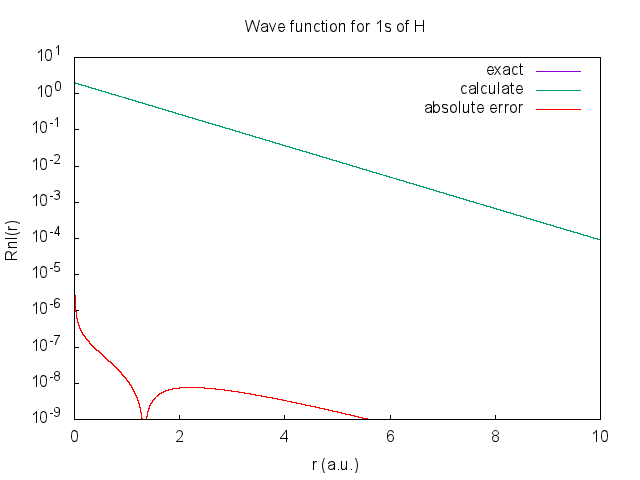 Wave function for 1s of H
exact
calculate
absolute error
10^1
10^0
10^-1
10^-2
10^-3
10^-4
10^-5
10^-6
10^-7
10^-8
10^-9
Rnl(r)
0 2 4 6 8 10
r (a.u.)